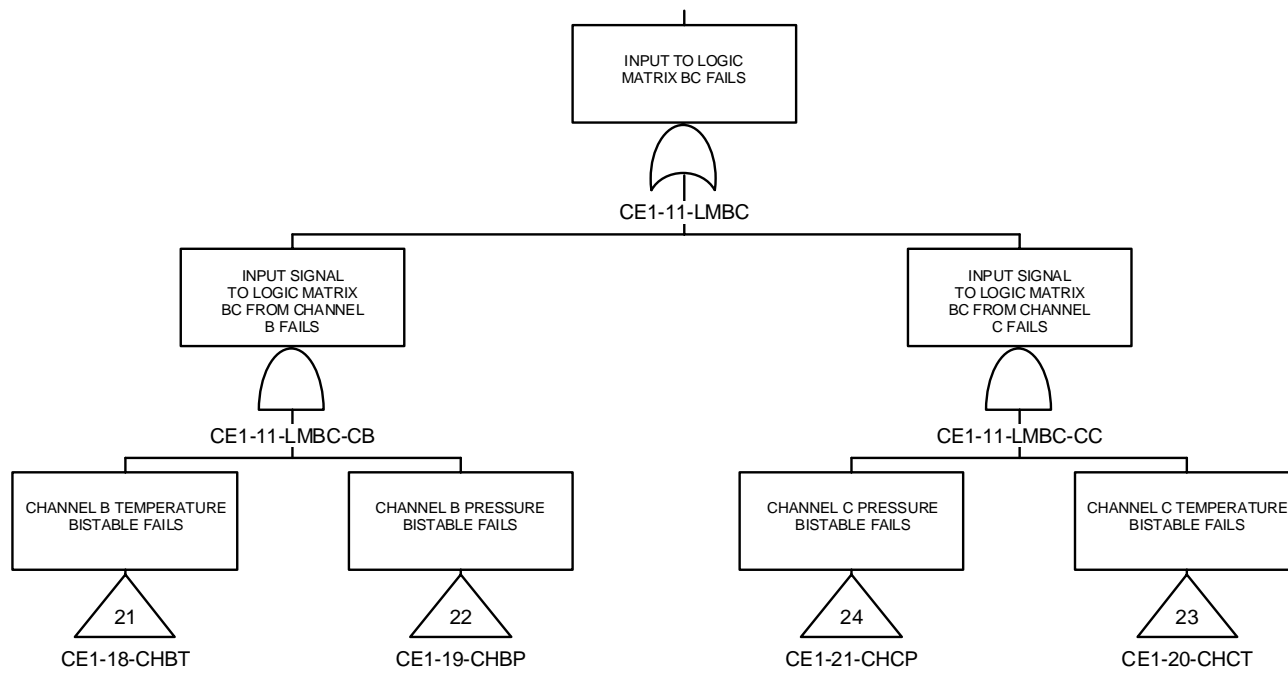 INPUT TO LOGIC
MATRIX BC FAILS
CE1-11-LMBC
INPUT SIGNAL
TO LOGIC MATRIX
BC FROM CHANNEL
B FAILS
INPUT SIGNAL
TO LOGIC MATRIX
BC FROM CHANNEL
C FAILS
CE1-11-LMBC-CB
CE1-11-LMBC-CC
CHANNEL B TEMPERATURE
BISTABLE FAILS
CHANNEL B PRESSURE
BISTABLE FAILS
CHANNEL C PRESSURE
BISTABLE FAILS
CHANNEL C TEMPERATURE
BISTABLE FAILS
21
22
24
23
CE1-18-CHBT
CE1-19-CHBP
CE1-21-CHCP
CE1-20-CHCT